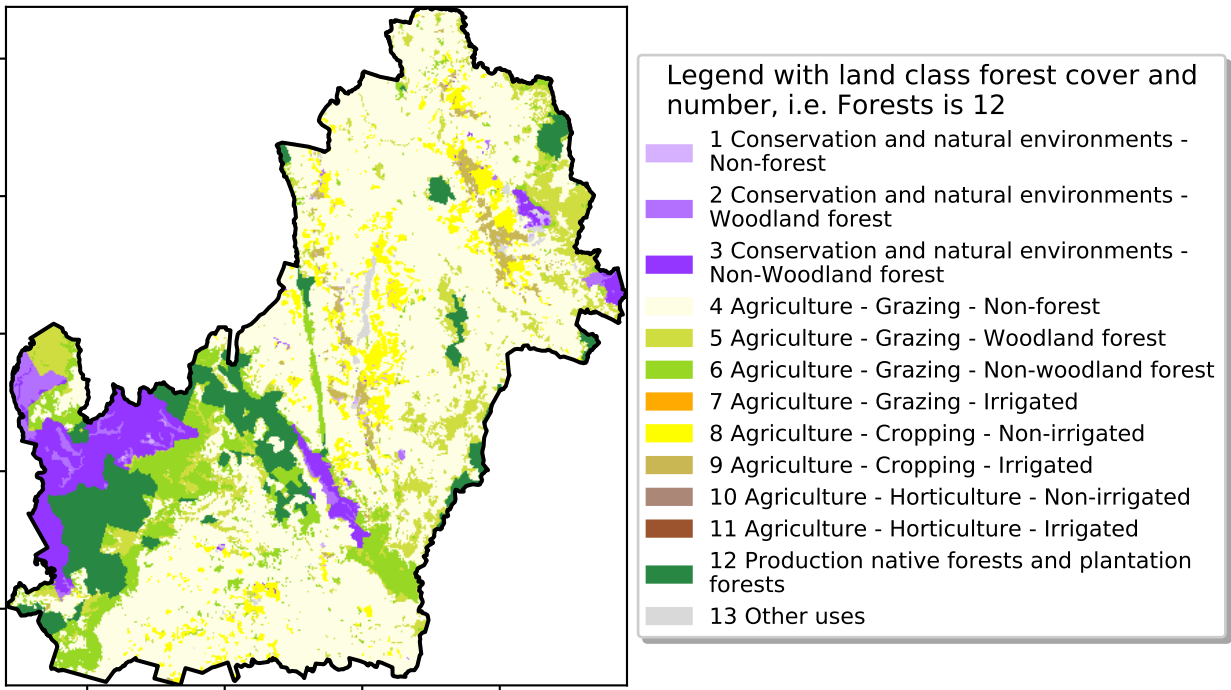 Legend with land class forest cover and
number, i.e. Forests is 12
1 Conservation and natural environments -
Non-forest
2 Conservation and natural environments -
Woodland forest
3 Conservation and natural environments -
Non-Woodland forest
4 Agriculture - Grazing - Non-forest
5 Agriculture - Grazing - Woodland forest
6 Agriculture - Grazing - Non-woodland forest
7 Agriculture - Grazing - Irrigated
8 Agriculture - Cropping - Non-irrigated
9 Agriculture - Cropping - Irrigated
10 Agriculture - Horticulture - Non-irrigated
11 Agriculture - Horticulture - Irrigated
12 Production native forests and plantation
forests
13 Other uses